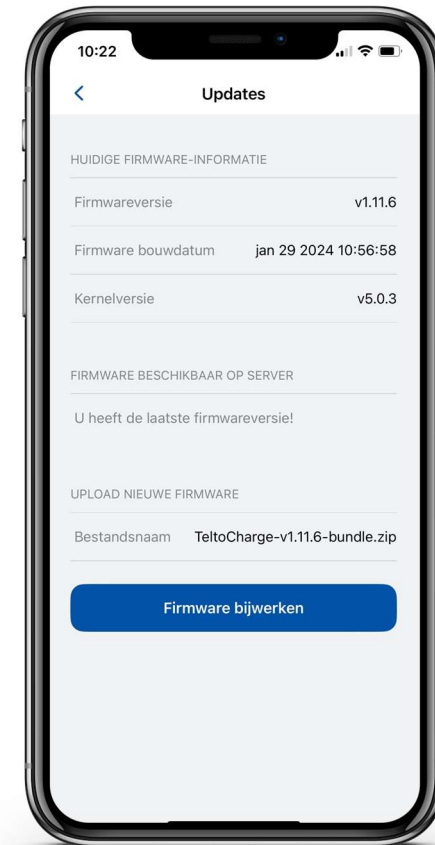 10:22
Updates
HUIDIGE FIRMWARE-INFORMATIE
Firmwareversie v1.11.6
Firmware bouwdatum jan 29 2024 10:56:58
Kernelversie v5.0.3
FIRMWARE BESCHIKBAAR OP SERVER
U heeft de laatste firmwareversie!
UPLOAD NIEUWE FIRMWARE
Bestandsnaam TeltoCharge-v1.11.6-bundle.zip
Firmware bijwerken